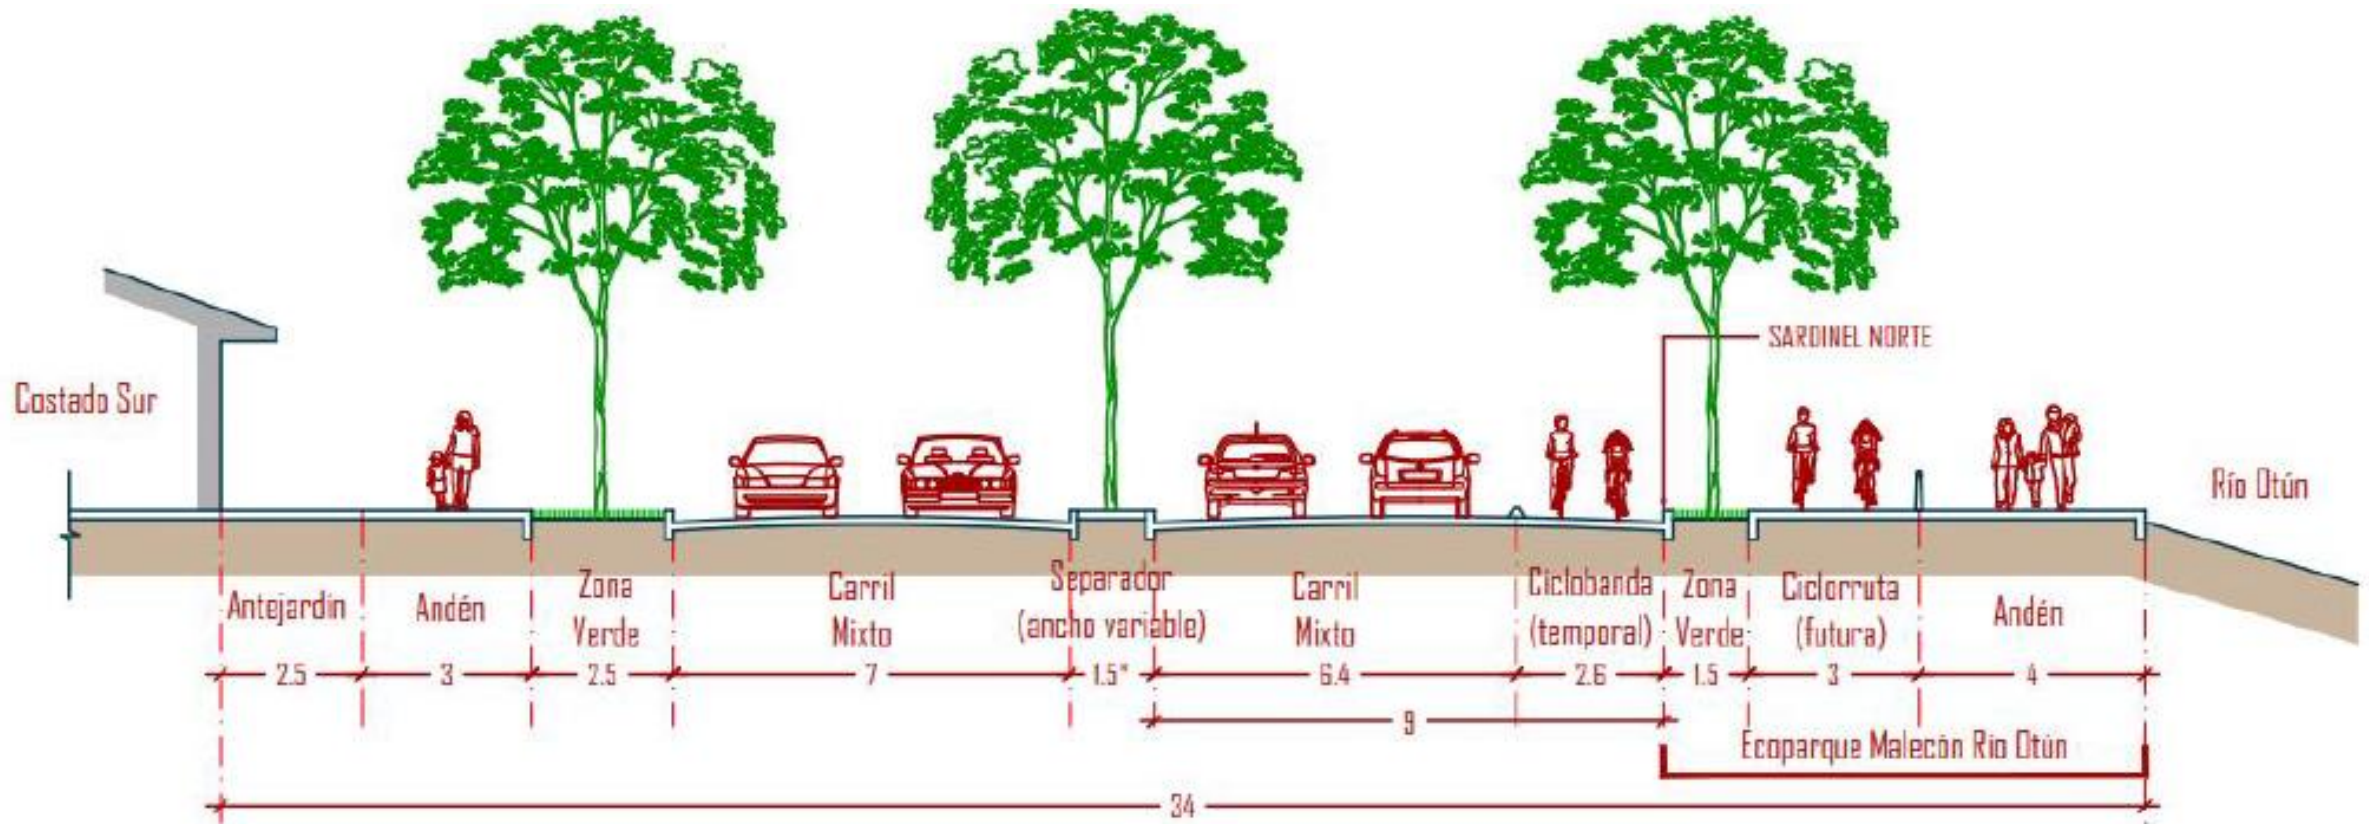 SARDINEL NORTE
Costado Sur
Río Otún
Antejardin
Andén
Zona
Verde
Carril
Mixto
Separador
(ancho variable)
Carril
Mixto
Ciclobanda
(temporal)
Zona
Verde
Ciclorruta
(futura)
Andén
2.5
3
2.5
7
1.5*
6.4
2.6
1.5
3
4
9
Ecoparque Malecón Rio Otún
34